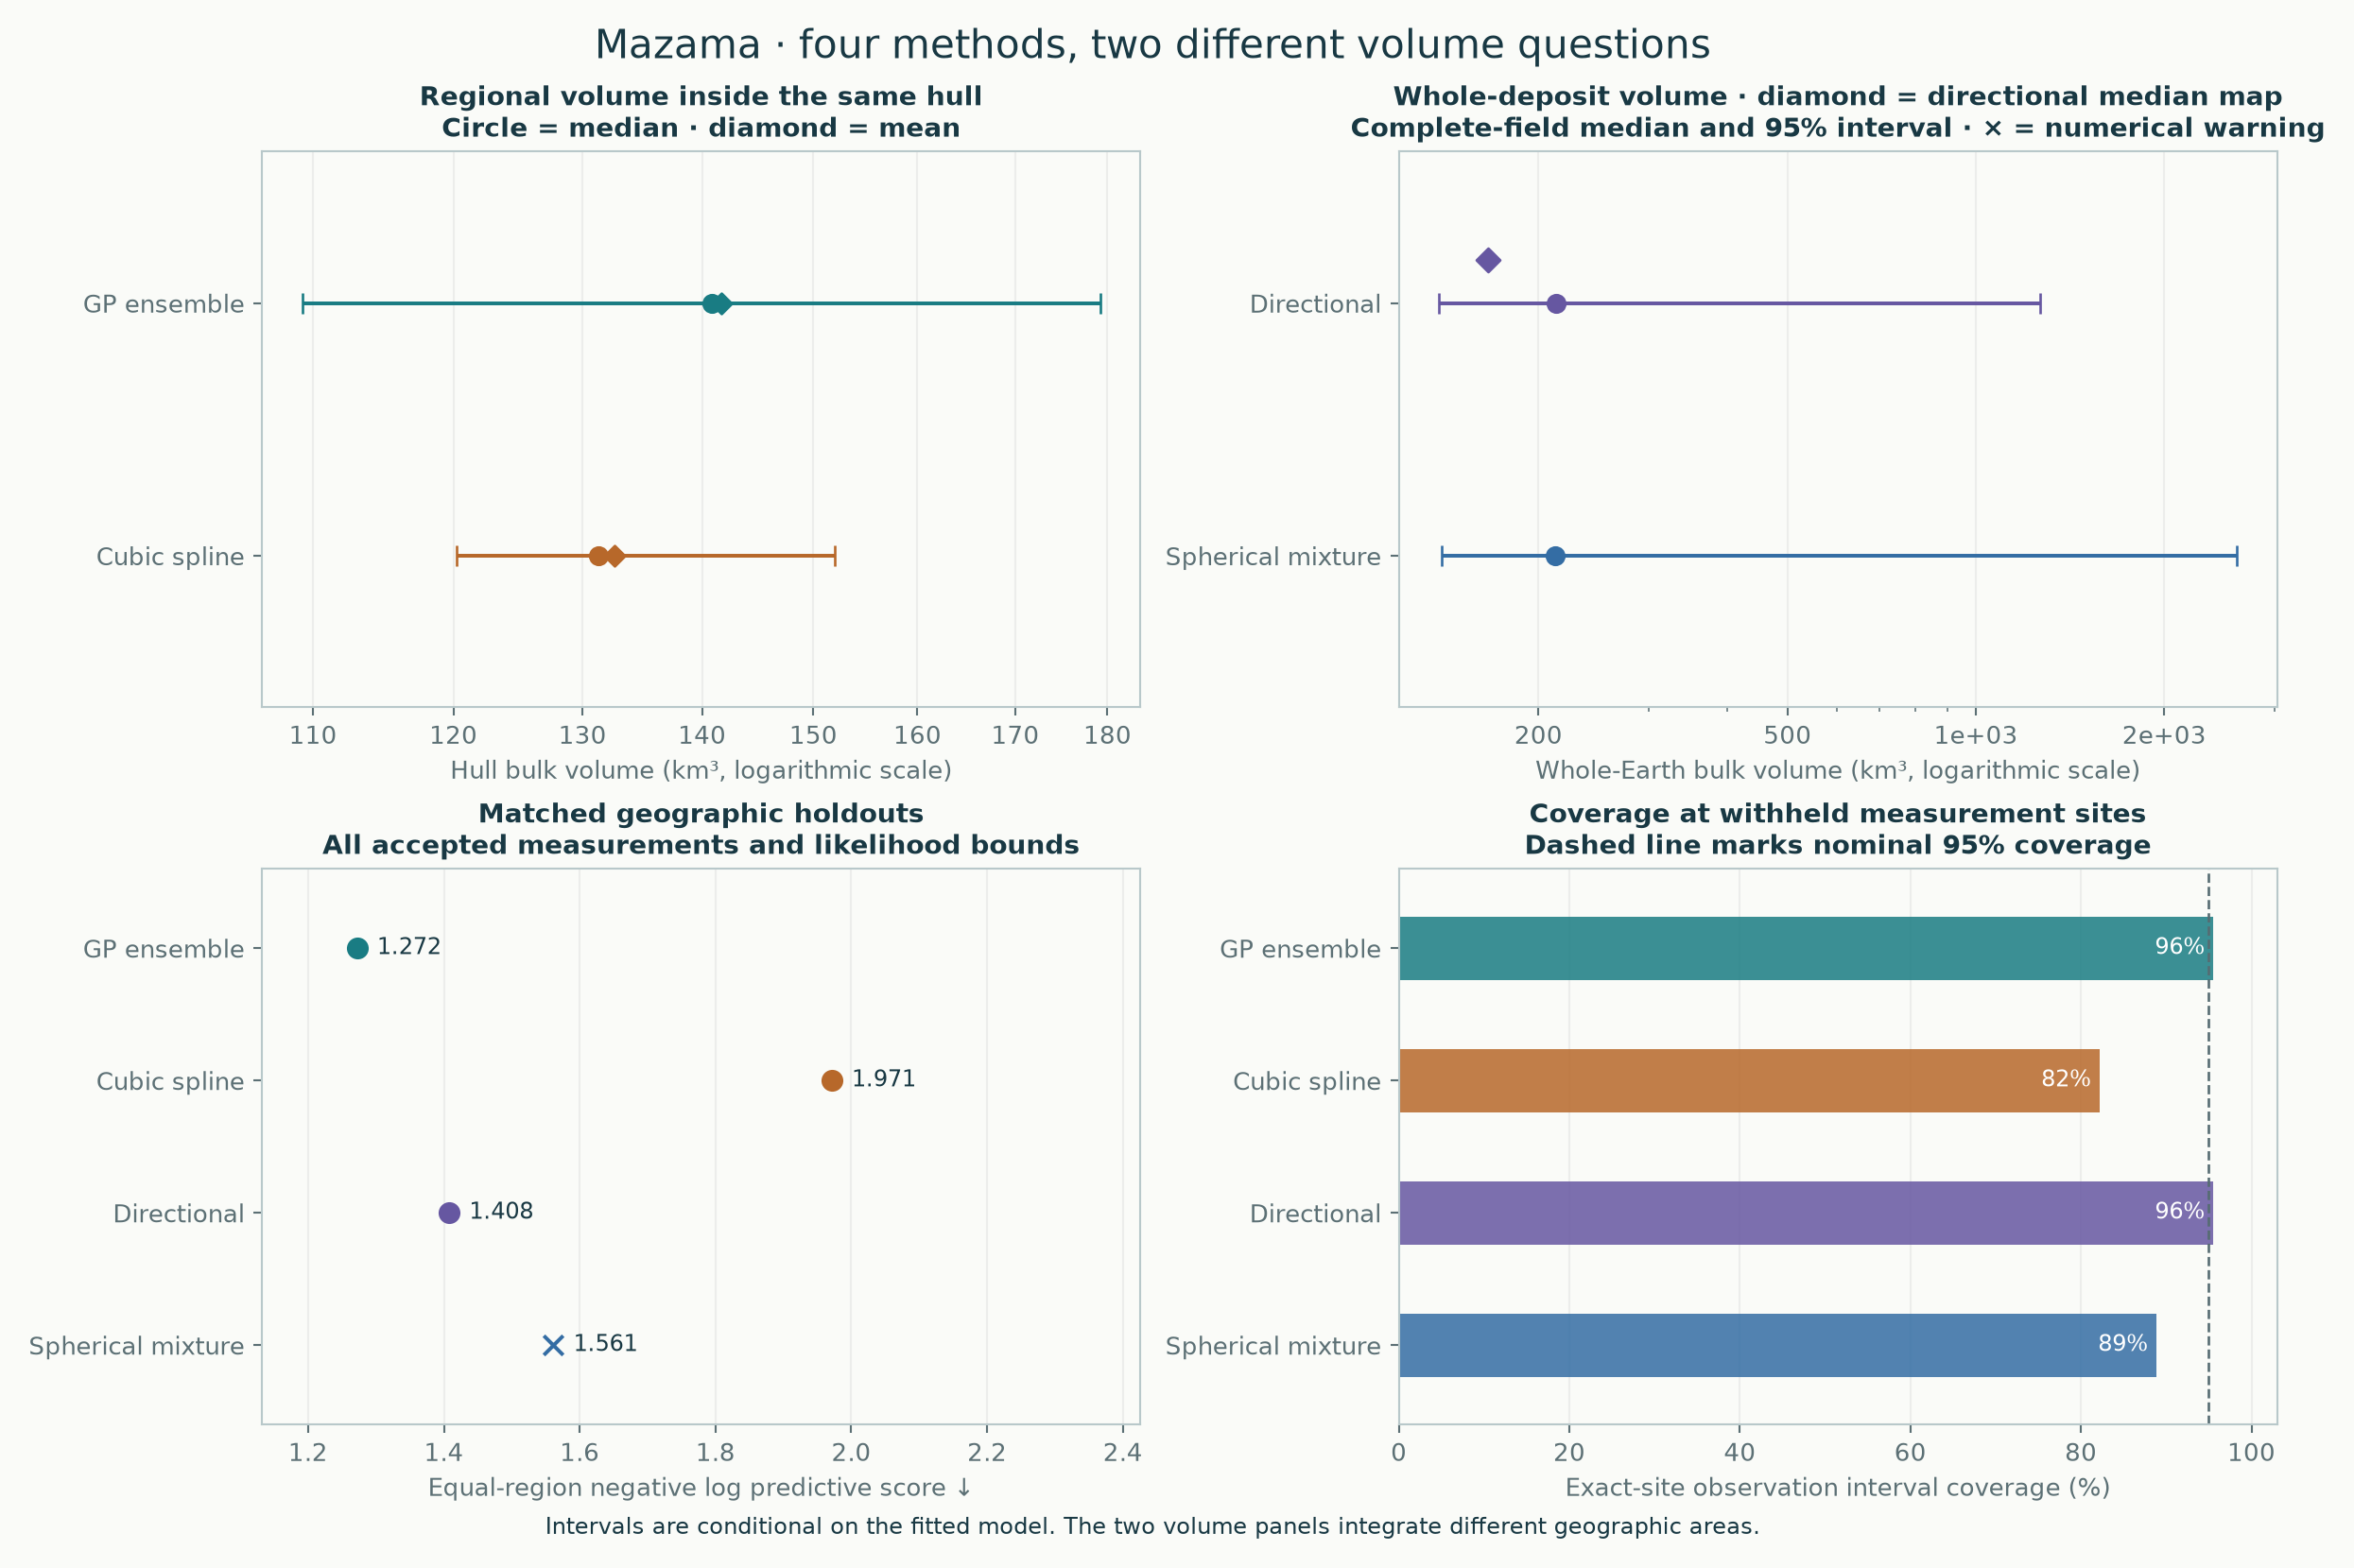 Mazama · four methods, two different volume questions
Regional volume inside the same hull
Circle = median · diamond = mean
GP ensemble
Cubic spline
110 120 130 140 150 160 170 180
Hull bulk volume (km³, logarithmic scale)
Whole-deposit volume · diamond = directional median map
Complete-field median and 95% interval · × = numerical warning
Directional
Spherical mixture
200 500 1e+03 2e+03
Whole-Earth bulk volume (km³, logarithmic scale)
Matched geographic holdouts
All accepted measurements and likelihood bounds
GP ensemble 1.272
Cubic spline 1.971
Directional 1.408
Spherical mixture 1.561
1.2 1.4 1.6 1.8 2.0 2.2 2.4
Equal-region negative log predictive score ↓
Coverage at withheld measurement sites
Dashed line marks nominal 95% coverage
GP ensemble 96%
Cubic spline 82%
Directional 96%
Spherical mixture 89%
0 20 40 60 80 100
Exact-site observation interval coverage (%)
Intervals are conditional on the fitted model. The two volume panels integrate different geographic areas.